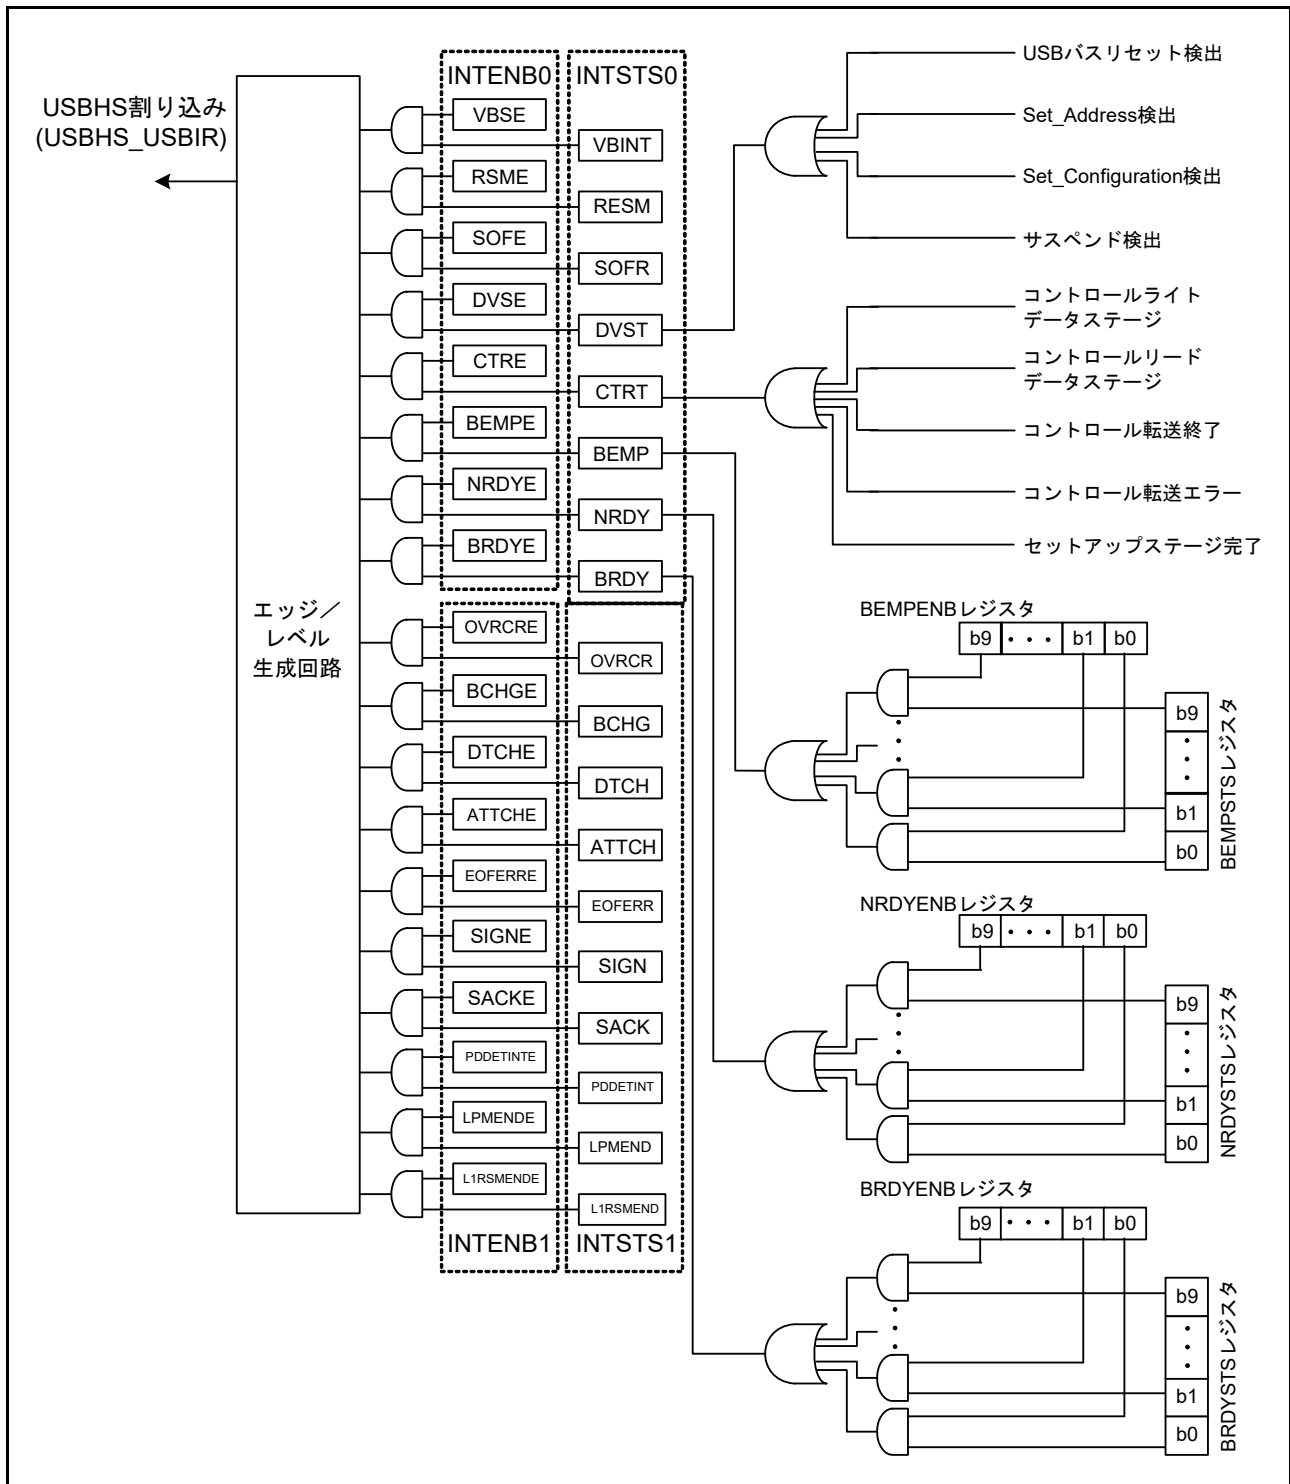 USBHS割り込み
(USBHS_USBIR)
エッジ／
レベル
生成回路
INTENB0
VBSE
RSME
SOFE
DVSE
CTRE
BEMPE
NRDYE
BRDYE
OVRCRE
BCHGE
DTCHE
ATTCHE
EOFERRE
SIGNE
SACKE
PDDETINTE
LPMENDE
L1RSMENDE
INTENB1
INTSTS0
VBINT
RESM
SOFR
DVST
CTRT
BEMP
NRDY
BRDY
OVRCR
BCHG
DTCH
ATTCH
EOFERR
SIGN
SACK
PDDETINT
LPMEND
L1RSMEND
INTSTS1
USBバスリセット検出
Set_Address検出
Set_Configuration検出
サスペンド検出
コントロールライト
データステージ
コントロールリード
データステージ
コントロール転送終了
コントロール転送エラー
セットアップステージ完了
BEMPENBレジスタ
b9 ・・・ b1 b0
b9
b1
b0
BEMPSTSレジスタ
NRDYENBレジスタ
b9 ・・・ b1 b0
b9
b1
b0
NRDYSTSレジスタ
BRDYENBレジスタ
b9 ・・・ b1 b0
b9
b1
b0
BRDYSTSレジスタ